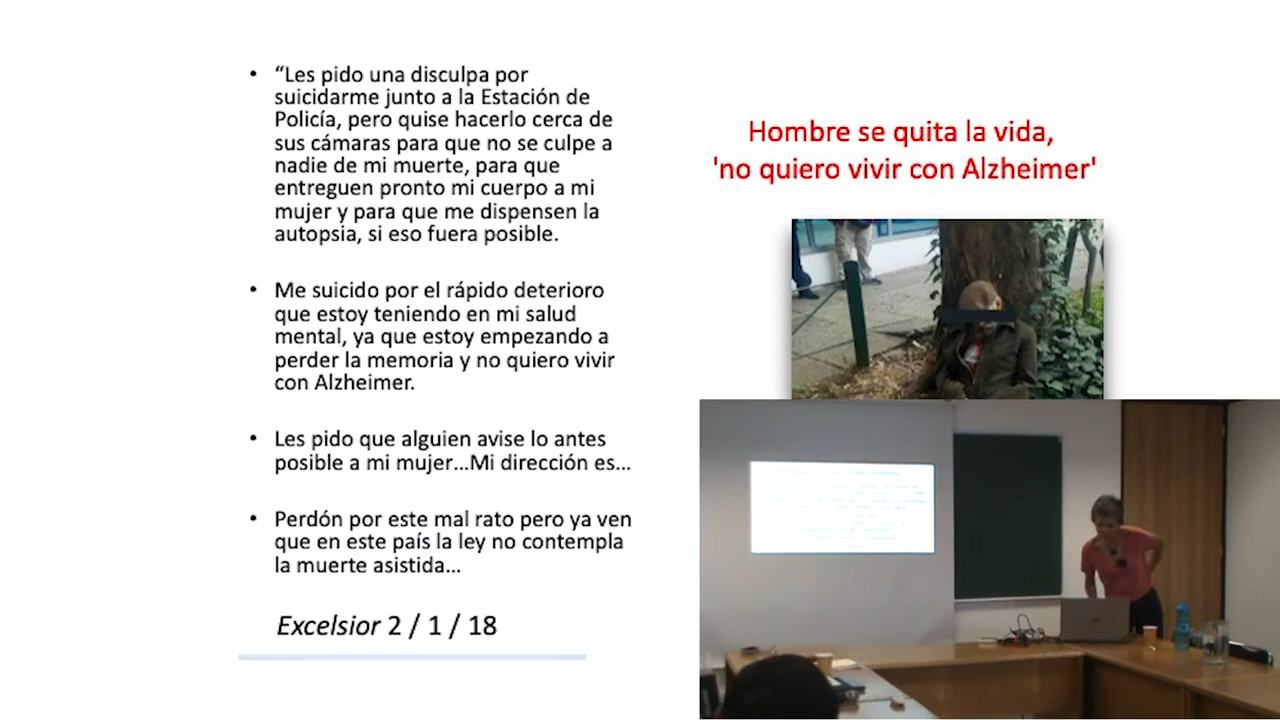 “Les pido una disculpa por
suicidarme junto a la Estación de
Policía, pero quise hacerlo cerca de
sus cámaras para que no se culpe a
nadie de mi muerte, para que
entreguen pronto mi cuerpo a mi
mujer y para que me dispensen la
autopsia, si eso fuera posible.
Me suicido por el rápido deterioro
que estoy teniendo en mi salud
mental, ya que estoy empezando a
perder la memoria y no quiero vivir
con Alzheimer.
Les pido que alguien avise lo antes
posible a mi mujer…Mi dirección es…
Perdón por este mal rato pero ya ven
que en este país la ley no contempla
la muerte asistida…
Excelsior 2 / 1 / 18
Hombre se quita la vida,
'no quiero vivir con Alzheimer'